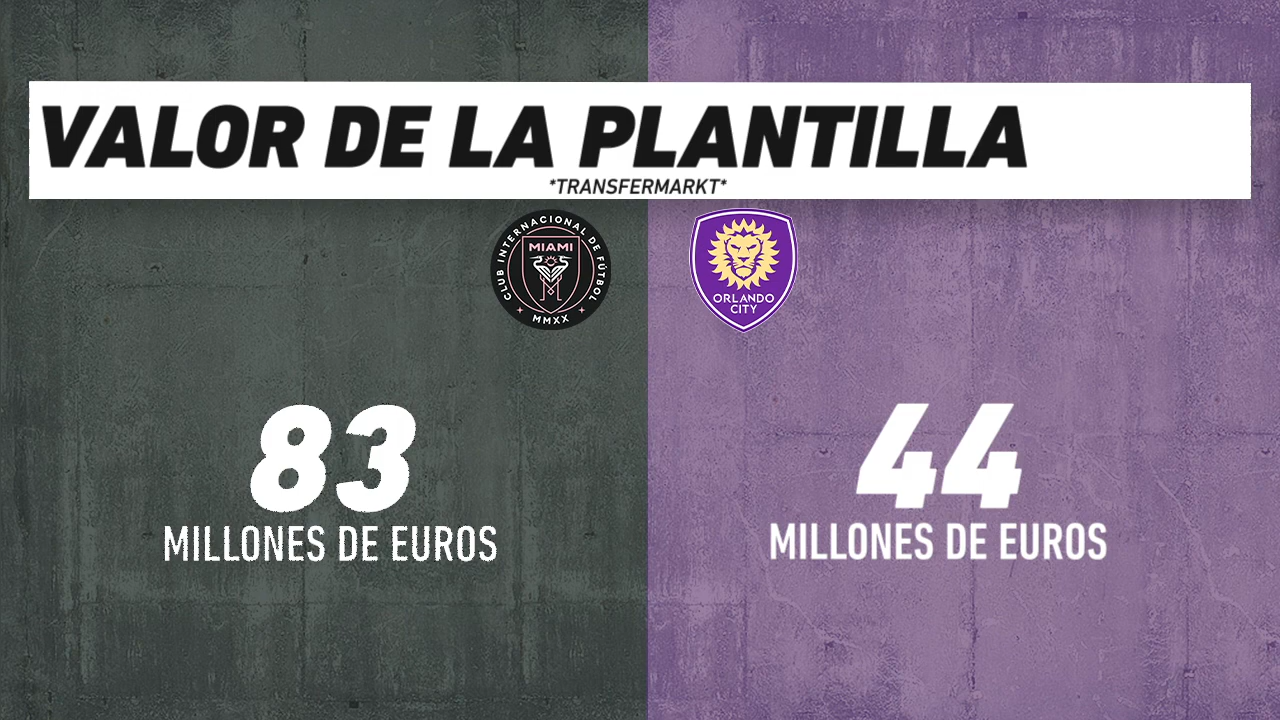 VALOR DE LA PLANTILLA
*TRANSFERMARKT*
CLUB INTERNACIONAL DE FÚTBOL
MIAMI
MMXX
ORLANDO
CITY
83
MILLONES DE EUROS
44
MILLONES DE EUROS